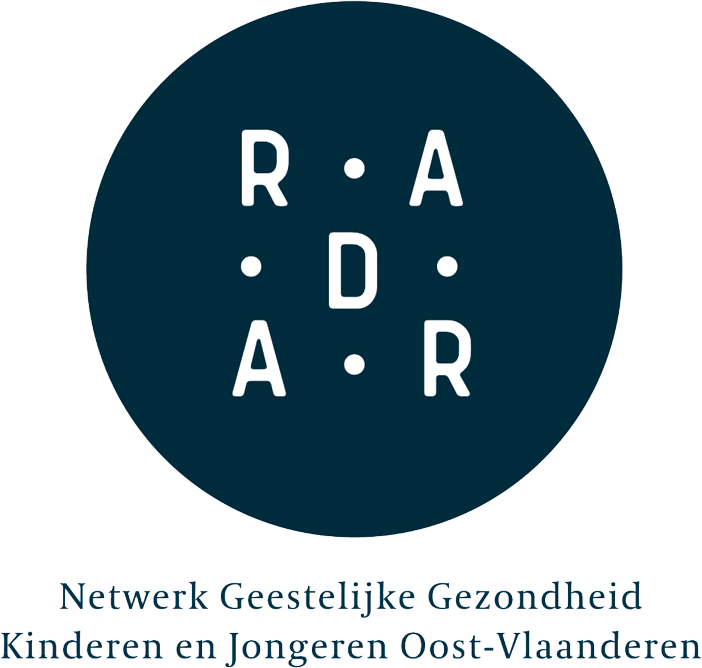 R · A
· D ·
A · R
Netwerk Geestelijke Gezondheid
Kinderen en Jongeren Oost-Vlaanderen